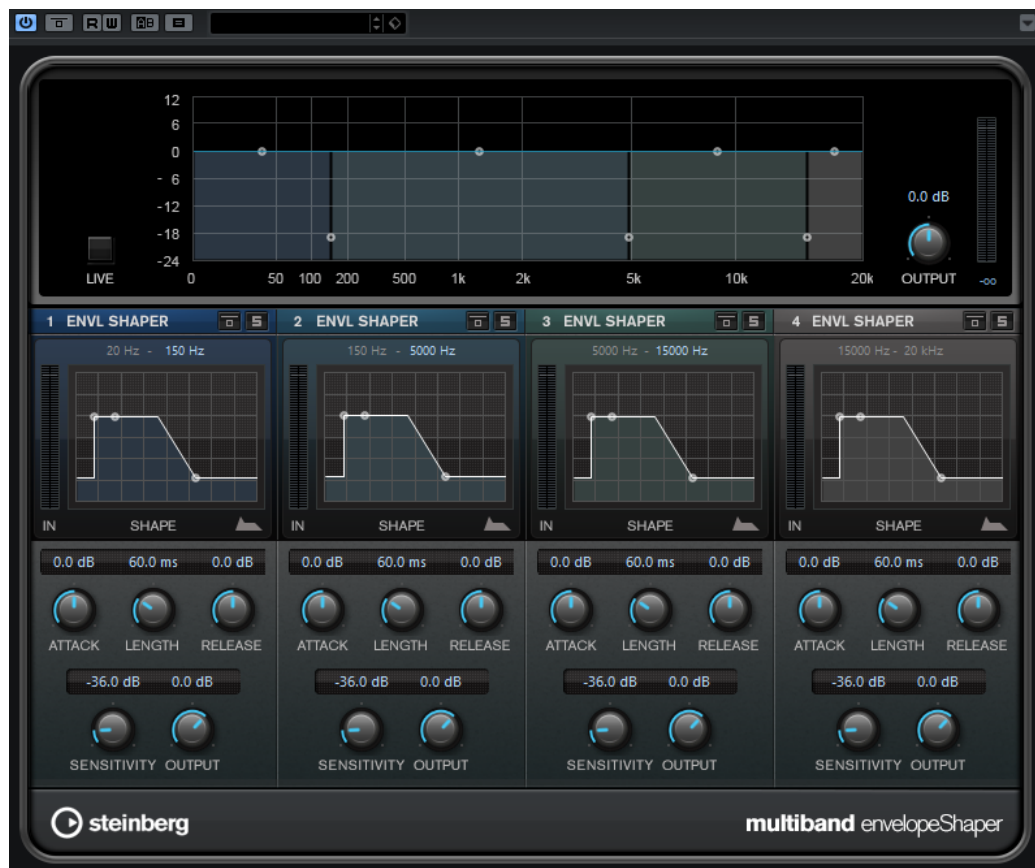 R W AB
12
6
0
- 6
-12
-18
-24
0 50 100 200 500 1k 2k 5k 10k 20k
LIVE
0.0 dB
OUTPUT
-∞
1 ENVL SHAPER S
2 ENVL SHAPER S
3 ENVL SHAPER S
4 ENVL SHAPER S
20 Hz - 150 Hz
150 Hz - 5000 Hz
5000 Hz - 15000 Hz
15000 Hz - 20 kHz
IN SHAPE
IN SHAPE
IN SHAPE
IN SHAPE
0.0 dB 60.0 ms 0.0 dB
0.0 dB 60.0 ms 0.0 dB
0.0 dB 60.0 ms 0.0 dB
0.0 dB 60.0 ms 0.0 dB
ATTACK LENGTH RELEASE
ATTACK LENGTH RELEASE
ATTACK LENGTH RELEASE
ATTACK LENGTH RELEASE
-36.0 dB 0.0 dB
-36.0 dB 0.0 dB
-36.0 dB 0.0 dB
-36.0 dB 0.0 dB
SENSITIVITY OUTPUT
SENSITIVITY OUTPUT
SENSITIVITY OUTPUT
SENSITIVITY OUTPUT
steinberg
multiband envelopeShaper